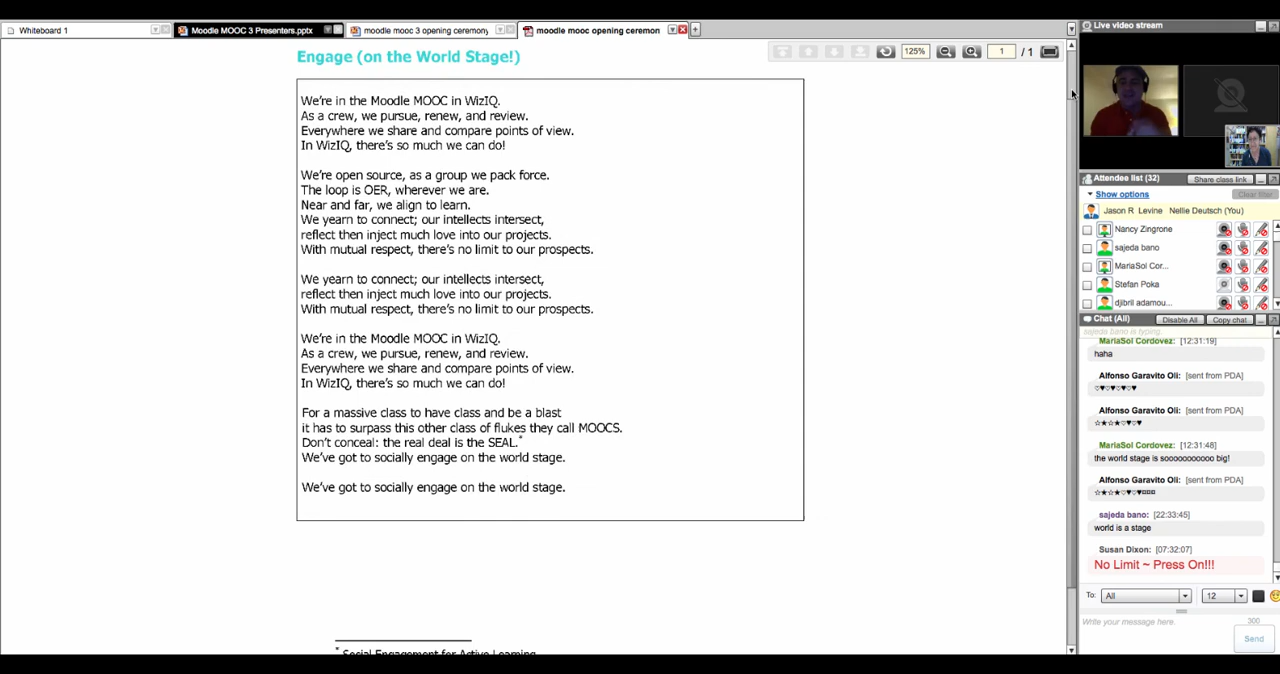 Whiteboard 1
Moodle MOOC 3 Presenters.pptx
moodle mooc 3 opening ceremony
moodle mooc opening ceremon
Live video stream
Engage (on the World Stage!)
125%
1 / 1
We're in the Moodle MOOC in WizIQ.
As a crew, we pursue, renew, and review.
Everywhere we share and compare points of view.
In WizIQ, there's so much we can do!
We're open source, as a group we pack force.
The loop is OER, wherever we are.
Near and far, we align to learn.
We yearn to connect; our intellects intersect,
reflect then inject much love into our projects.
With mutual respect, there's no limit to our prospects.
We yearn to connect; our intellects intersect,
reflect then inject much love into our projects.
With mutual respect, there's no limit to our prospects.
We're in the Moodle MOOC in WizIQ.
As a crew, we pursue, renew, and review.
Everywhere we share and compare points of view.
In WizIQ, there's so much we can do!
For a massive class to have class and be a blast
it has to surpass this other class of flukes they call MOOCS.
Don't conceal: the real deal is the SEAL.*
We've got to socially engage on the world stage.
We've got to socially engage on the world stage.
* Social Engagement for Active Learning
Attendee list (32)
Share class link
Show options
Clear filter
Jason R Levine Nellie Deutsch (You)
Nancy Zingrone
sajeda bano
MariaSol Cor...
Stefan Poka
djibril adamou...
Chat (All)
Disable All
Copy chat
sajeda bano is typing
MariaSol Cordovez: [12:31:19]
haha
Alfonso Garavito Oli: [sent from PDA]
♡♥♡♥♡♥♡♥
Alfonso Garavito Oli: [sent from PDA]
☆★☆★♡♥♡♥
MariaSol Cordovez: [12:31:48]
the world stage is sooooooooooo big!
Alfonso Garavito Oli: [sent from PDA]
sajeda bano: [22:33:45]
world is a stage
Susan Dixon: [07:32:07]
No Limit ~ Press On!!!
To: All 12
Write your message here.
300
Send